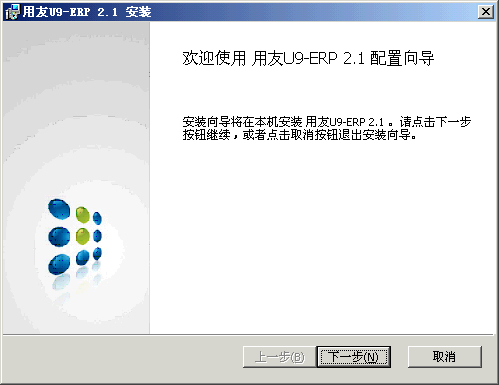 用友U9-ERP 2.1 安装
欢迎使用 用友U9-ERP 2.1 配置向导
安装向导将在本机安装 用友U9-ERP 2.1 。请点击下一步
按钮继续，或者点击取消按钮退出安装向导。
上一步(B) 下一步(N) 取消